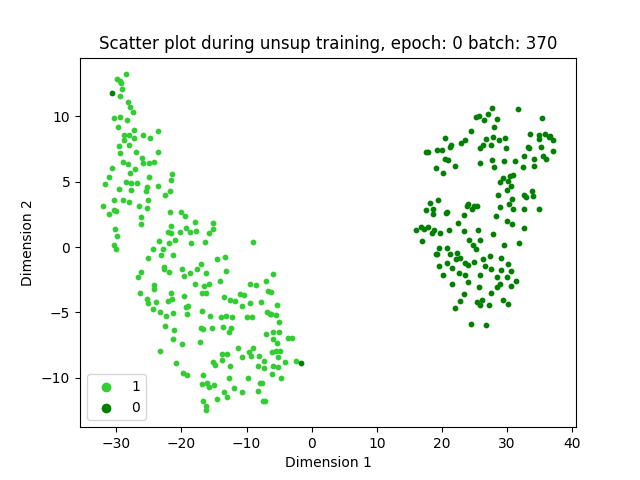 Scatter plot during unsup training, epoch: 0 batch: 370
Dimension 2
10
5
0
−5
−10
1
0
−30 −20 −10 0 10 20 30 40
Dimension 1